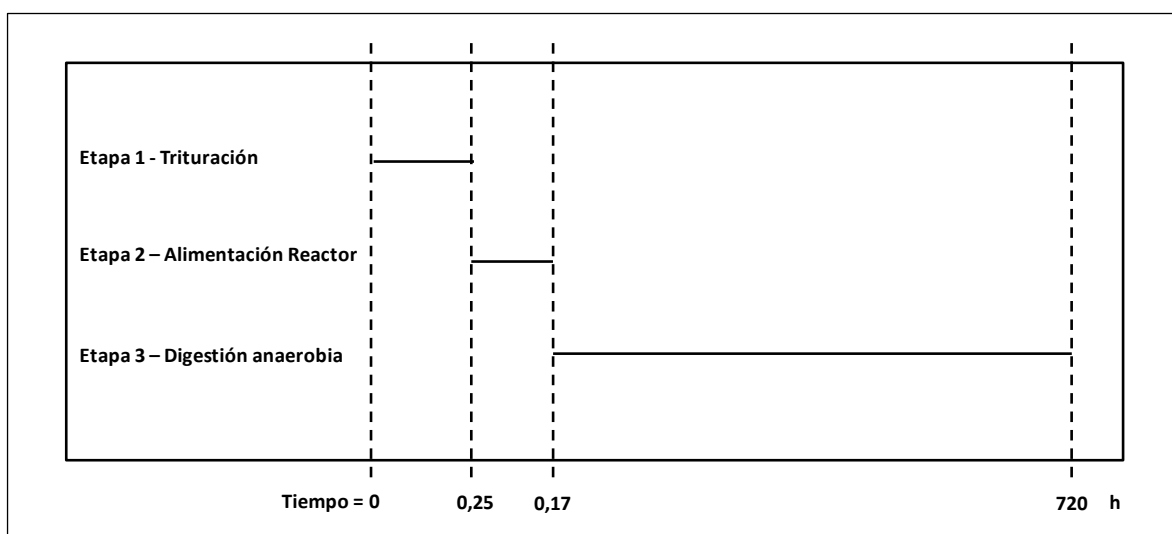 Etapa 1 - Trituración
Etapa 2 – Alimentación Reactor
Etapa 3 – Digestión anaerobia
Tiempo = 0 0,25 0,17 720 h